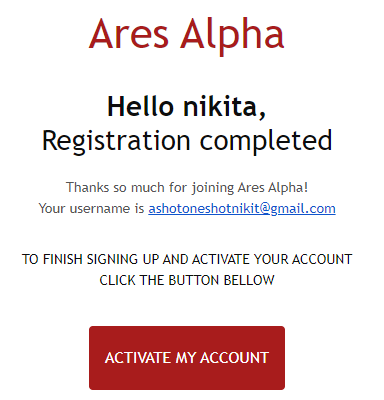 Ares Alpha
Hello nikita,
Registration completed
Thanks so much for joining Ares Alpha!
Your username is ashotoneshotnikit@gmail.com
TO FINISH SIGNING UP AND ACTIVATE YOUR ACCOUNT
CLICK THE BUTTON BELLOW
ACTIVATE MY ACCOUNT